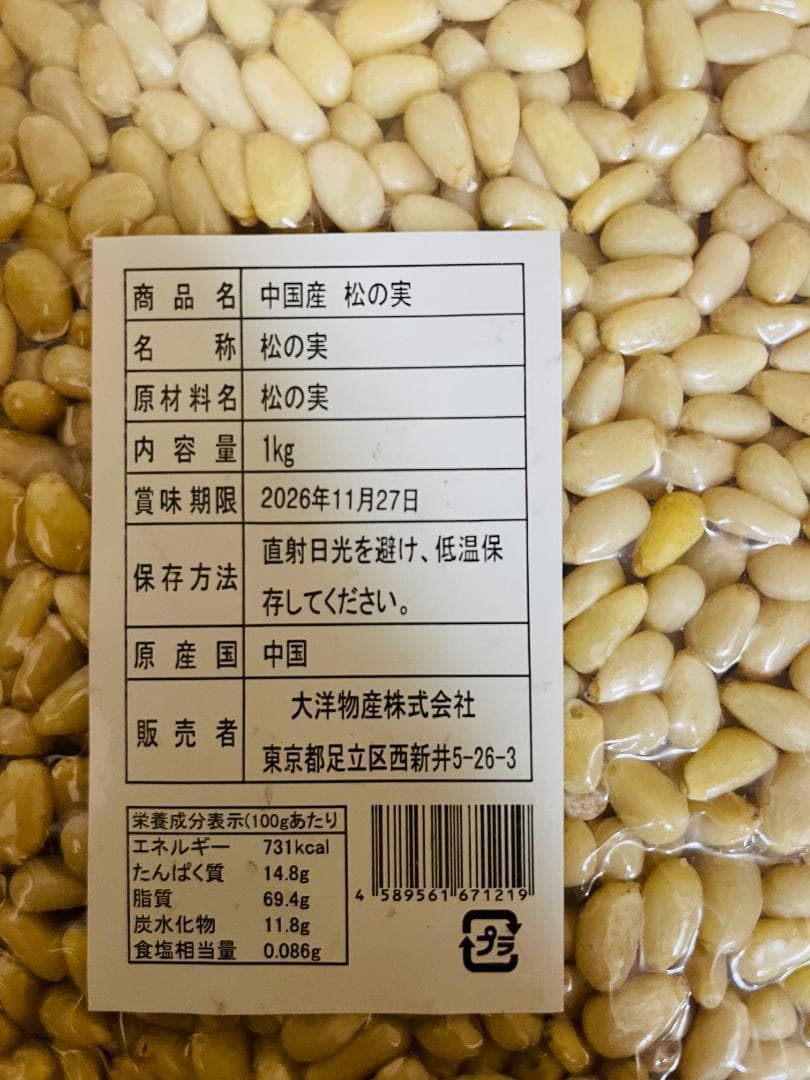 商品名 中国産 松の実
名称 松の実
原材料名 松の実
内容量 1kg
賞味期限 2026年11月27日
保存方法 直射日光を避け、低温保
存してください。
原産国 中国
販売者 大洋物産株式会社
東京都足立区西新井5-26-3
栄養成分表示(100gあたり
エネルギー 731kcal
たんぱく質 14.8g
脂質 69.4g
炭水化物 11.8g
食塩相当量 0.086g
4 589561 671219
プラ